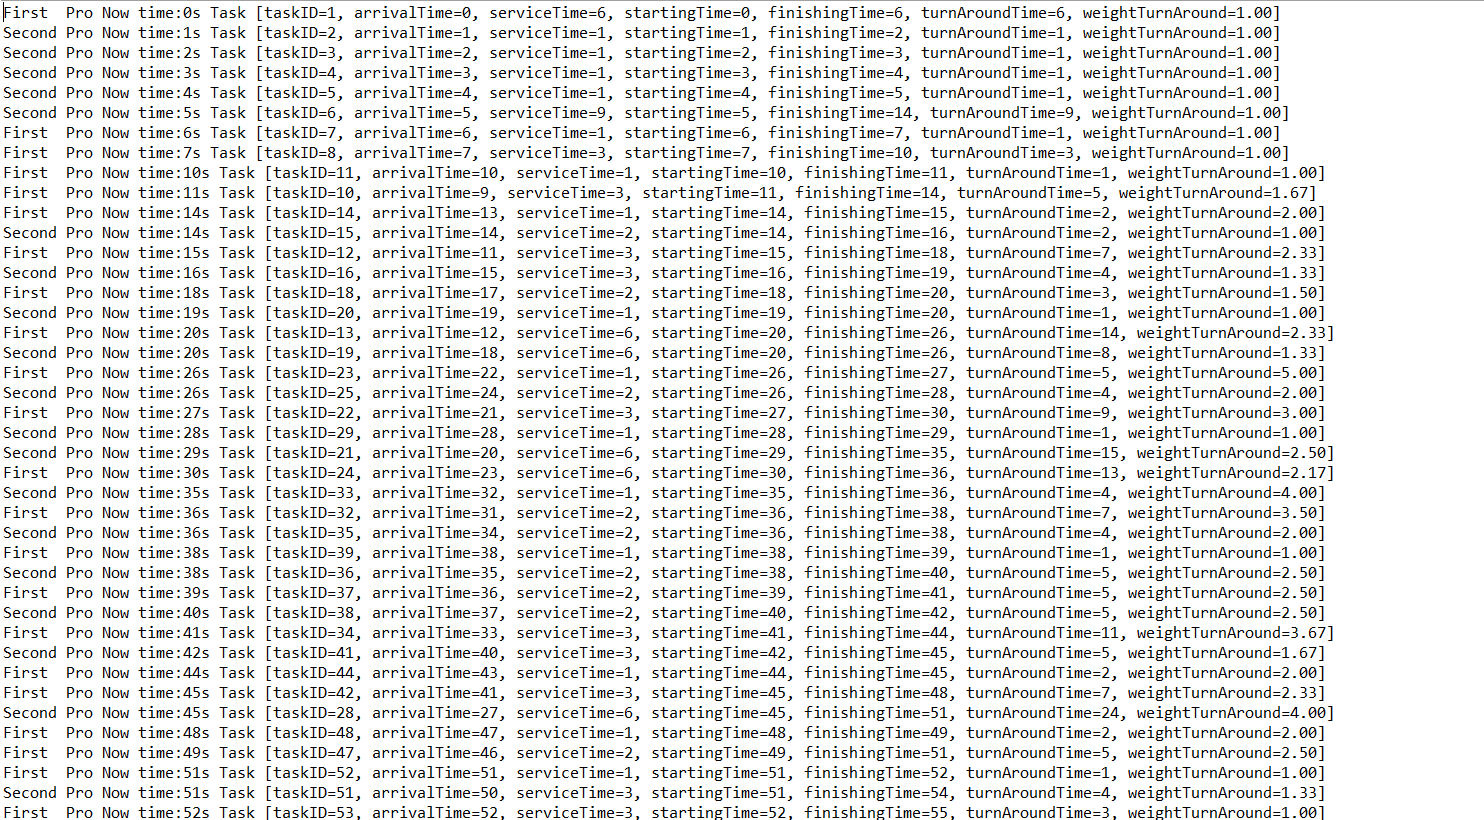 First  Pro Now time:0s Task [taskID=1, arrivalTime=0, serviceTime=6, startingTime=0, finishingTime=6, turnAroundTime=6, weightTurnAround=1.00]
Second Pro Now time:1s Task [taskID=2, arrivalTime=1, serviceTime=1, startingTime=1, finishingTime=2, turnAroundTime=1, weightTurnAround=1.00]
Second Pro Now time:2s Task [taskID=3, arrivalTime=2, serviceTime=1, startingTime=2, finishingTime=3, turnAroundTime=1, weightTurnAround=1.00]
Second Pro Now time:3s Task [taskID=4, arrivalTime=3, serviceTime=1, startingTime=3, finishingTime=4, turnAroundTime=1, weightTurnAround=1.00]
Second Pro Now time:4s Task [taskID=5, arrivalTime=4, serviceTime=1, startingTime=4, finishingTime=5, turnAroundTime=1, weightTurnAround=1.00]
Second Pro Now time:5s Task [taskID=6, arrivalTime=5, serviceTime=9, startingTime=5, finishingTime=14, turnAroundTime=9, weightTurnAround=1.00]
First  Pro Now time:6s Task [taskID=7, arrivalTime=6, serviceTime=1, startingTime=6, finishingTime=7, turnAroundTime=1, weightTurnAround=1.00]
First  Pro Now time:7s Task [taskID=8, arrivalTime=7, serviceTime=3, startingTime=7, finishingTime=10, turnAroundTime=3, weightTurnAround=1.00]
First  Pro Now time:10s Task [taskID=11, arrivalTime=10, serviceTime=1, startingTime=10, finishingTime=11, turnAroundTime=1, weightTurnAround=1.00]
First  Pro Now time:11s Task [taskID=10, arrivalTime=9, serviceTime=3, startingTime=11, finishingTime=14, turnAroundTime=5, weightTurnAround=1.67]
First  Pro Now time:14s Task [taskID=14, arrivalTime=13, serviceTime=1, startingTime=14, finishingTime=15, turnAroundTime=2, weightTurnAround=2.00]
Second Pro Now time:14s Task [taskID=15, arrivalTime=14, serviceTime=2, startingTime=14, finishingTime=16, turnAroundTime=2, weightTurnAround=1.00]
First  Pro Now time:15s Task [taskID=12, arrivalTime=11, serviceTime=3, startingTime=15, finishingTime=18, turnAroundTime=7, weightTurnAround=2.33]
Second Pro Now time:16s Task [taskID=16, arrivalTime=15, serviceTime=3, startingTime=16, finishingTime=19, turnAroundTime=4, weightTurnAround=1.33]
First  Pro Now time:18s Task [taskID=18, arrivalTime=17, serviceTime=2, startingTime=18, finishingTime=20, turnAroundTime=3, weightTurnAround=1.50]
Second Pro Now time:19s Task [taskID=20, arrivalTime=19, serviceTime=1, startingTime=19, finishingTime=20, turnAroundTime=1, weightTurnAround=1.00]
First  Pro Now time:20s Task [taskID=13, arrivalTime=12, serviceTime=6, startingTime=20, finishingTime=26, turnAroundTime=14, weightTurnAround=2.33]
Second Pro Now time:20s Task [taskID=19, arrivalTime=18, serviceTime=6, startingTime=20, finishingTime=26, turnAroundTime=8, weightTurnAround=1.33]
First  Pro Now time:26s Task [taskID=23, arrivalTime=22, serviceTime=1, startingTime=26, finishingTime=27, turnAroundTime=5, weightTurnAround=5.00]
Second Pro Now time:26s Task [taskID=25, arrivalTime=24, serviceTime=2, startingTime=26, finishingTime=28, turnAroundTime=4, weightTurnAround=2.00]
First  Pro Now time:27s Task [taskID=22, arrivalTime=21, serviceTime=3, startingTime=27, finishingTime=30, turnAroundTime=9, weightTurnAround=3.00]
Second Pro Now time:28s Task [taskID=29, arrivalTime=28, serviceTime=1, startingTime=28, finishingTime=29, turnAroundTime=1, weightTurnAround=1.00]
Second Pro Now time:29s Task [taskID=21, arrivalTime=20, serviceTime=6, startingTime=29, finishingTime=35, turnAroundTime=15, weightTurnAround=2.50]
First  Pro Now time:30s Task [taskID=24, arrivalTime=23, serviceTime=6, startingTime=30, finishingTime=36, turnAroundTime=13, weightTurnAround=2.17]
Second Pro Now time:35s Task [taskID=33, arrivalTime=32, serviceTime=1, startingTime=35, finishingTime=36, turnAroundTime=4, weightTurnAround=4.00]
First  Pro Now time:36s Task [taskID=32, arrivalTime=31, serviceTime=2, startingTime=36, finishingTime=38, turnAroundTime=7, weightTurnAround=3.50]
Second Pro Now time:36s Task [taskID=35, arrivalTime=34, serviceTime=2, startingTime=36, finishingTime=38, turnAroundTime=4, weightTurnAround=2.00]
First  Pro Now time:38s Task [taskID=39, arrivalTime=38, serviceTime=1, startingTime=38, finishingTime=39, turnAroundTime=1, weightTurnAround=1.00]
Second Pro Now time:38s Task [taskID=36, arrivalTime=35, serviceTime=2, startingTime=38, finishingTime=40, turnAroundTime=5, weightTurnAround=2.50]
First  Pro Now time:39s Task [taskID=37, arrivalTime=36, serviceTime=2, startingTime=39, finishingTime=41, turnAroundTime=5, weightTurnAround=2.50]
Second Pro Now time:40s Task [taskID=38, arrivalTime=37, serviceTime=2, startingTime=40, finishingTime=42, turnAroundTime=5, weightTurnAround=2.50]
First  Pro Now time:41s Task [taskID=34, arrivalTime=33, serviceTime=3, startingTime=41, finishingTime=44, turnAroundTime=11, weightTurnAround=3.67]
Second Pro Now time:42s Task [taskID=41, arrivalTime=40, serviceTime=3, startingTime=42, finishingTime=45, turnAroundTime=5, weightTurnAround=1.67]
First  Pro Now time:44s Task [taskID=44, arrivalTime=43, serviceTime=1, startingTime=44, finishingTime=45, turnAroundTime=2, weightTurnAround=2.00]
First  Pro Now time:45s Task [taskID=42, arrivalTime=41, serviceTime=3, startingTime=45, finishingTime=48, turnAroundTime=7, weightTurnAround=2.33]
Second Pro Now time:45s Task [taskID=28, arrivalTime=27, serviceTime=6, startingTime=45, finishingTime=51, turnAroundTime=24, weightTurnAround=4.00]
First  Pro Now time:48s Task [taskID=48, arrivalTime=47, serviceTime=1, startingTime=48, finishingTime=49, turnAroundTime=2, weightTurnAround=2.00]
First  Pro Now time:49s Task [taskID=47, arrivalTime=46, serviceTime=2, startingTime=49, finishingTime=51, turnAroundTime=5, weightTurnAround=2.50]
First  Pro Now time:51s Task [taskID=52, arrivalTime=51, serviceTime=1, startingTime=51, finishingTime=52, turnAroundTime=1, weightTurnAround=1.00]
Second Pro Now time:51s Task [taskID=51, arrivalTime=50, serviceTime=3, startingTime=51, finishingTime=54, turnAroundTime=4, weightTurnAround=1.33]
First  Pro Now time:52s Task [taskID=53, arrivalTime=52, serviceTime=3, startingTime=52, finishingTime=55, turnAroundTime=3, weightTurnAround=1.00]